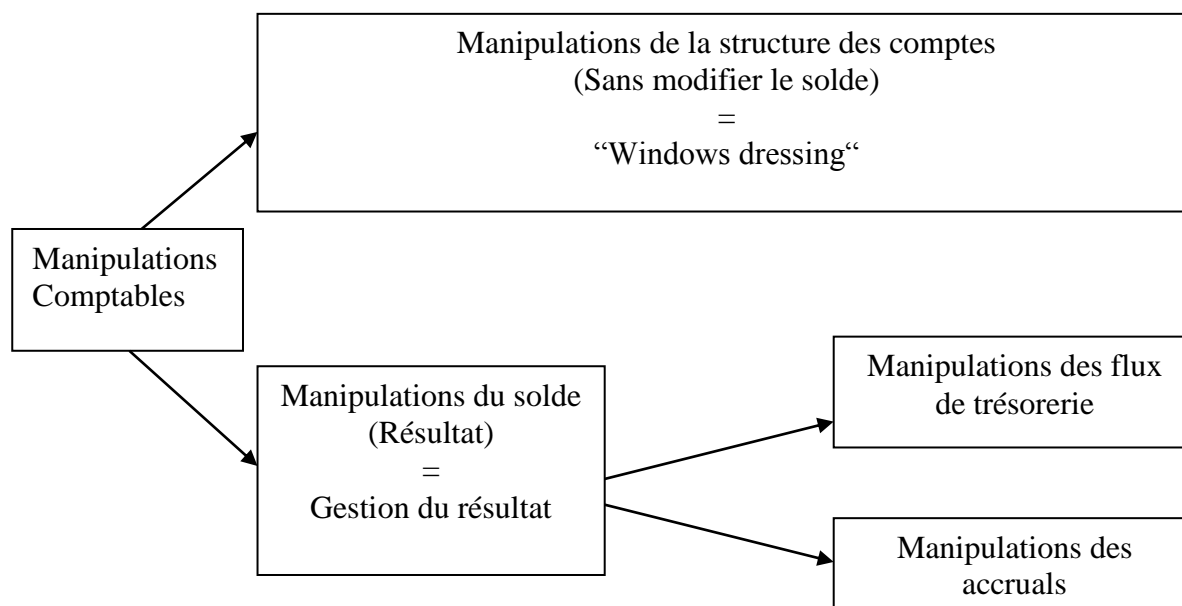 Manipulations de la structure des comptes
(Sans modifier le solde)
=
“Windows dressing“
Manipulations
Comptables
Manipulations du solde
(Résultat)
=
Gestion du résultat
Manipulations des flux
de trésorerie
Manipulations des
accruals